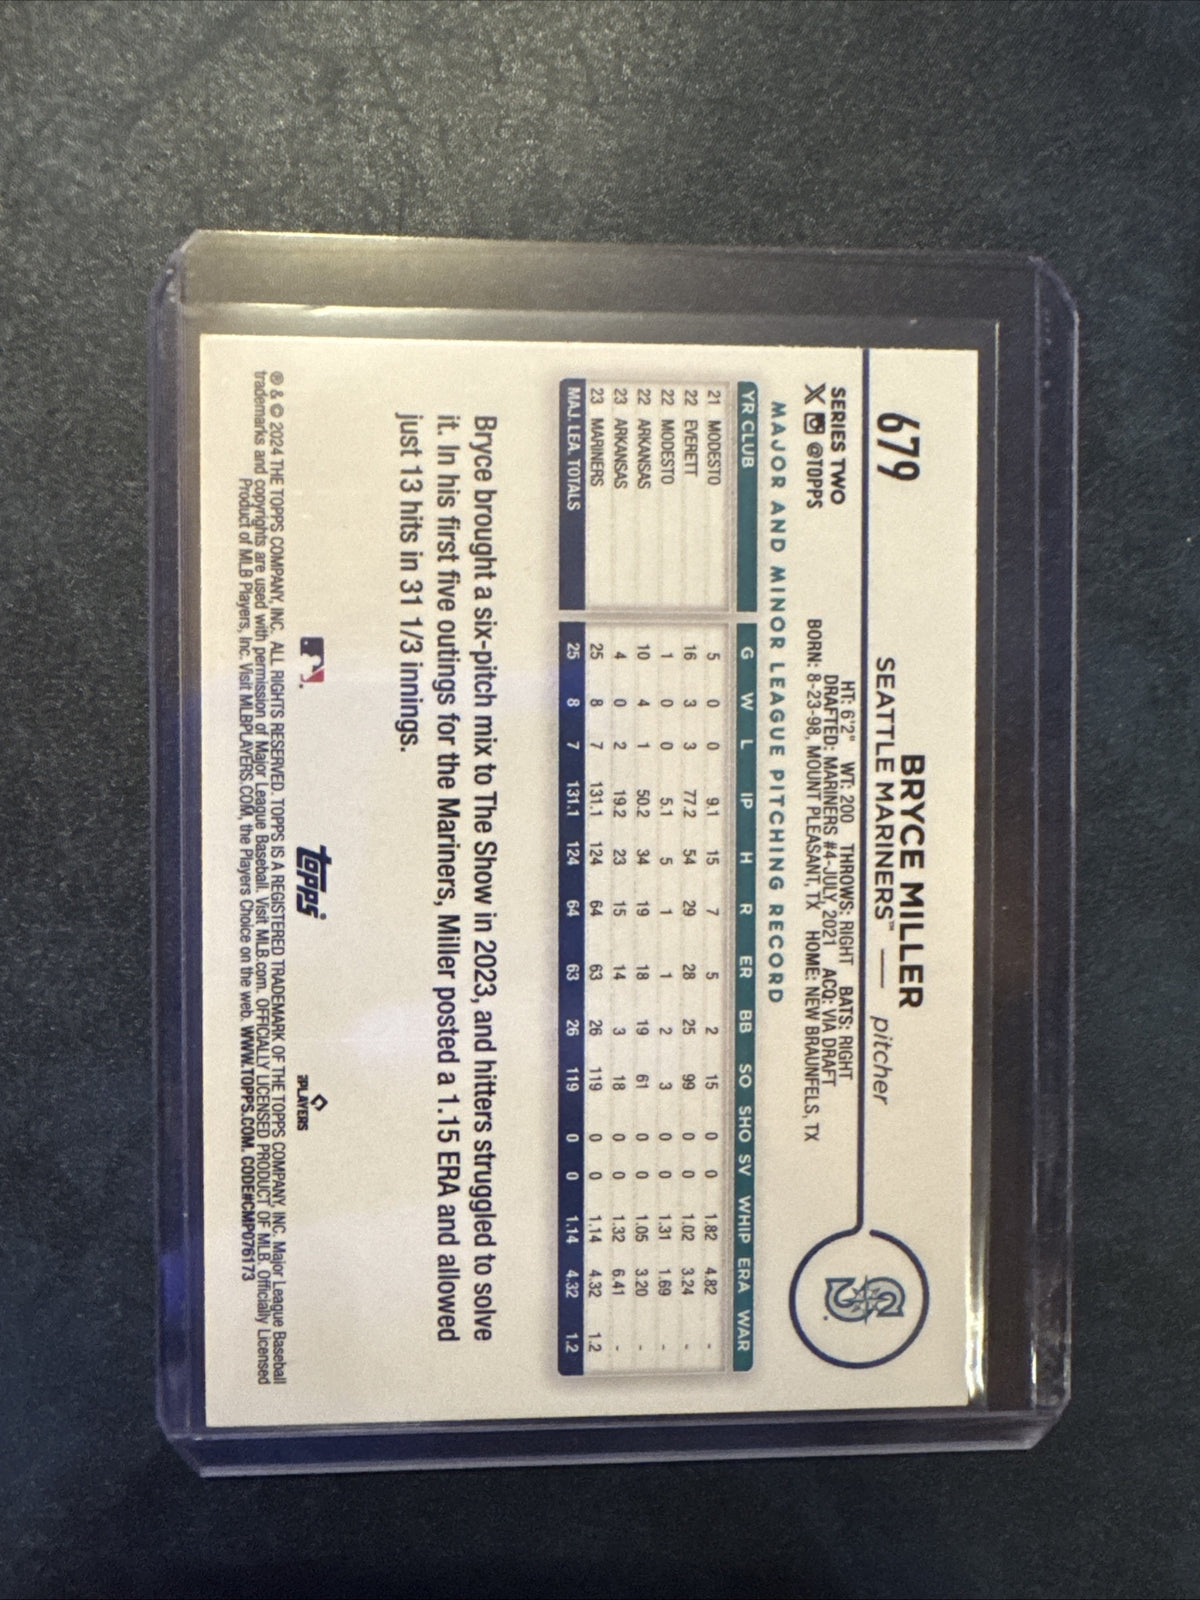 679
BRYCE MILLER
SEATTLE MARINERS™ — pitcher
SERIES TWO
X @TOPPS
HT: 6'2" WT: 200 THROWS: RIGHT BATS: RIGHT
DRAFTED: MARINERS #4-JULY, 2021 ACQ: VIA DRAFT
BORN: 8-23-98, MOUNT PLEASANT, TX HOME: NEW BRAUNFELS, TX
MAJOR AND MINOR LEAGUE PITCHING RECORD
YR CLUB G W L IP H R ER BB SO SHO SV WHIP ERA WAR
21 MODESTO 5 0 0 9.1 15 7 5 2 15 0 0 1.82 4.82 -
22 EVERETT 16 3 3 77.2 54 29 28 25 99 0 0 1.02 3.24 -
22 MODESTO 1 0 0 5.1 5 1 1 2 3 0 0 1.31 1.69 -
22 ARKANSAS 10 4 1 50.2 34 19 18 19 61 0 0 1.05 3.20 -
23 ARKANSAS 4 0 2 19.2 23 15 14 3 18 0 0 1.32 6.41 -
23 MARINERS 25 8 7 131.1 124 64 63 26 119 0 0 1.14 4.32 1.2
MAJ. LEA. TOTALS 25 8 7 131.1 124 64 63 26 119 0 0 1.14 4.32 1.2
Bryce brought a six-pitch mix to The Show in 2023, and hitters struggled to solve
it. In his first five outings for the Mariners, Miller posted a 1.15 ERA and allowed
just 13 hits in 31 1/3 innings.
topps
PLAYERS
® & © 2024 THE TOPPS COMPANY, INC. ALL RIGHTS RESERVED. TOPPS IS A REGISTERED TRADEMARK OF THE TOPPS COMPANY, INC. Major League Baseball
trademarks and copyrights are used with permission of Major League Baseball. Visit MLB.com. OFFICIALLY LICENSED PRODUCT OF MLB. Officially Licensed
Product of MLB Players, Inc. Visit MLBPLAYERS.COM, the Players Choice on the web. WWW.TOPPS.COM. CODE#CMP076173